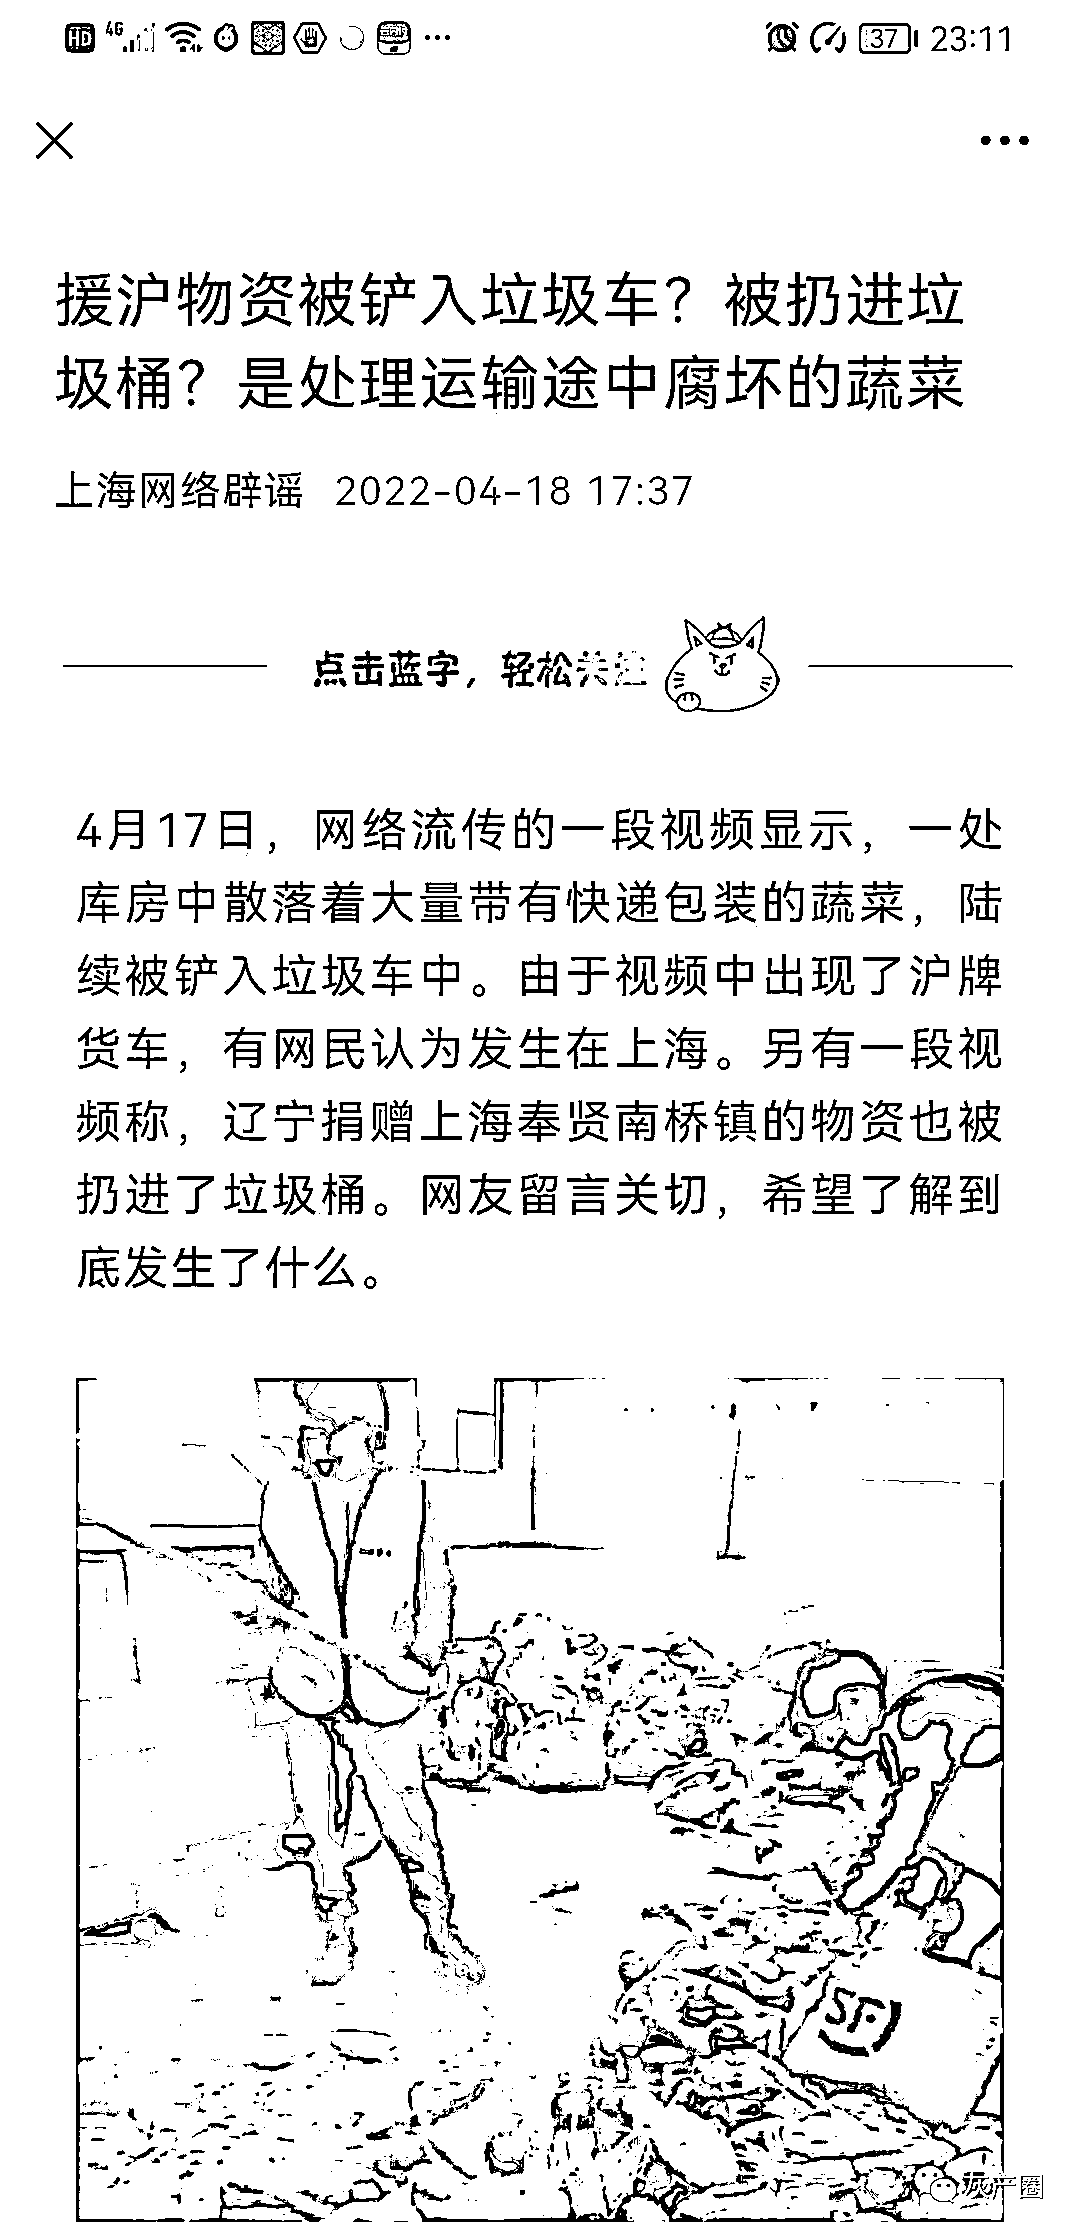 HD 4G 37 23:11
援沪物资被铲入垃圾车？被扔进垃
圾桶？是处理运输途中腐坏的蔬菜
上海网络辟谣 2022-04-18 17:37
点击蓝字，轻松关注
4月17日，网络流传的一段视频显示，一处
库房中散落着大量带有快递包装的蔬菜，陆
续被铲入垃圾车中。由于视频中出现了沪牌
货车，有网民认为发生在上海。另有一段视
频称，辽宁捐赠上海奉贤南桥镇的物资也被
扔进了垃圾桶。网友留言关切，希望了解到
底发生了什么。
SF
灰产圈